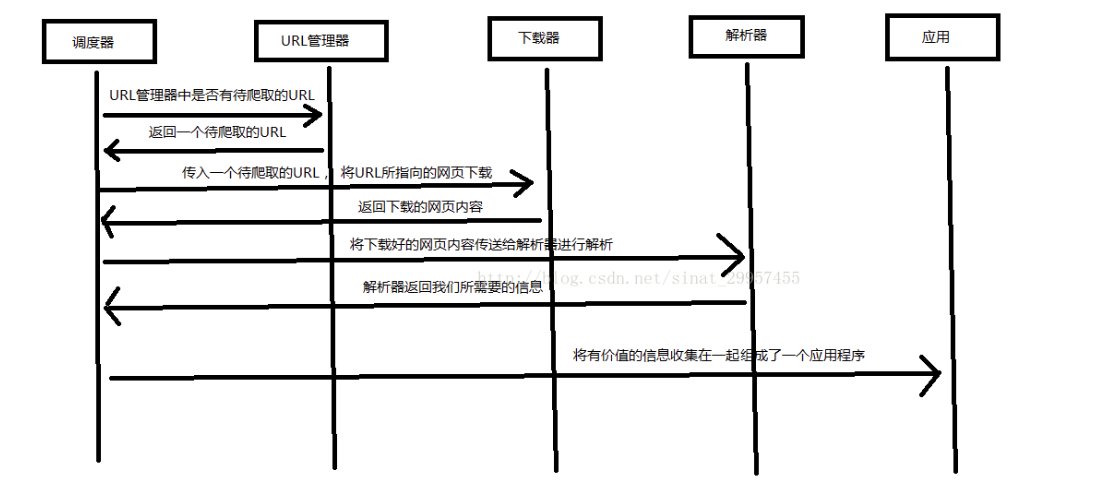 调度器
URL管理器
下载器
解析器
应用
URL管理器中是否有待爬取的URL
返回一个待爬取的URL
传入一个待爬取的URL， 将URL所指向的网页下载
返回下载的网页内容
将下载好的网页内容传送给解析器进行解析
http://blog.csdn.net/sinat_29957455
解析器返回我们所需要的信息
将有价值的信息收集在一起组成了一个应用程序